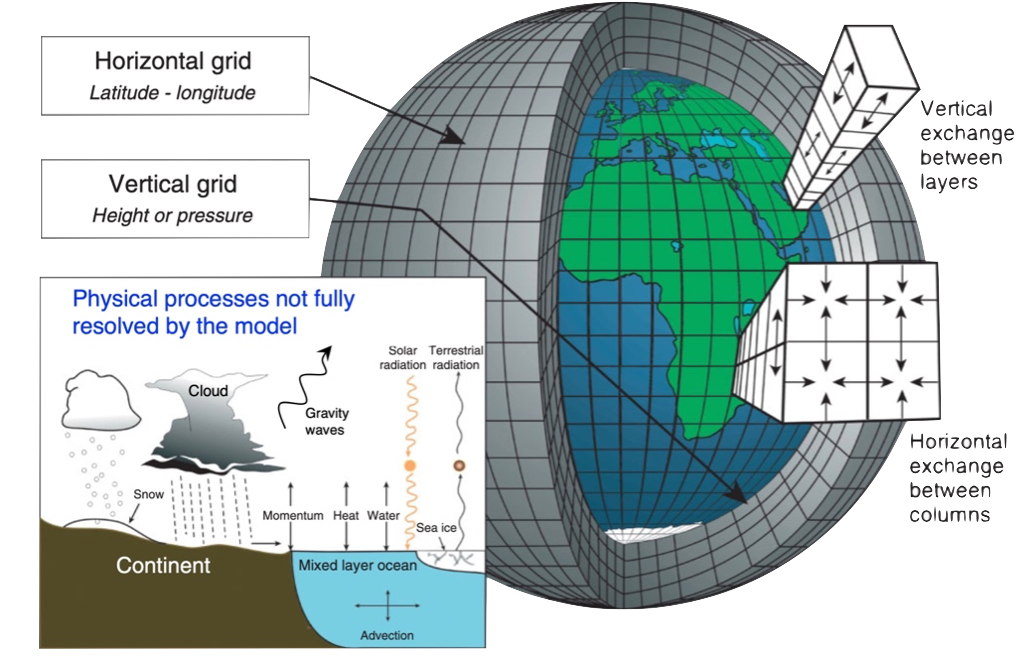 Horizontal grid
Latitude - longitude
Vertical grid
Height or pressure
Vertical
exchange
between
layers
Horizontal
exchange
between
columns
Physical processes not fully
resolved by the model
Solar
radiation
Terrestrial
radiation
Cloud
Gravity
waves
Snow
Momentum
Heat
Water
Sea ice
Continent
Mixed layer ocean
Advection